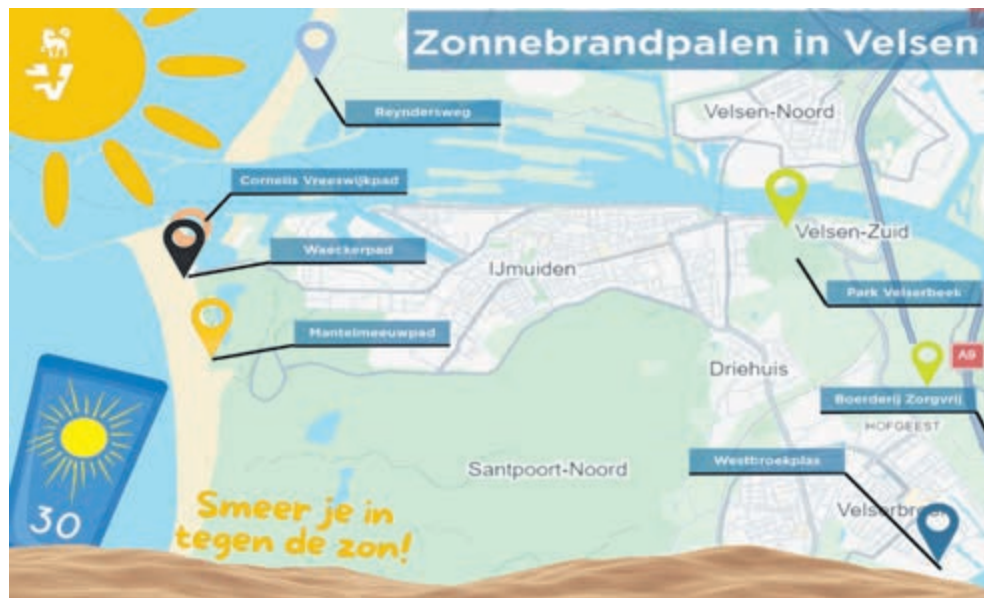 Zonnebrandpalen in Velsen
Reyndersweg
Velsen-Noord
Cornelis Vreeswijkpad
Waeckerpad
Velsen-Zuid
IJmuiden
Park Velserbeek
Mantelmeeuwpad
A9
Driehuis
Boerderij Zorgvrij
HOFGEEST
Westbroekplas
Santpoort-Noord
Smeer je in
tegen de zon!
30